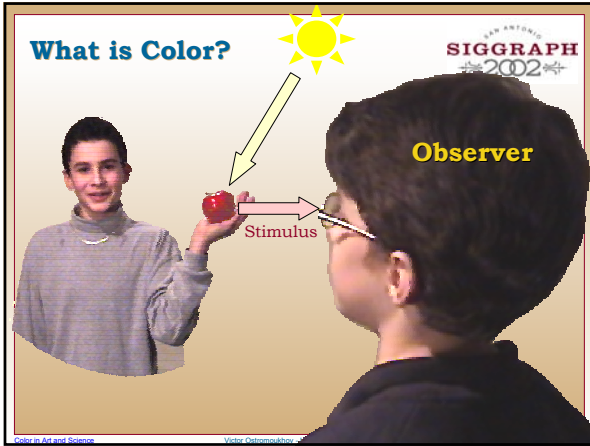 What is Color?
SAN ANTONIO
SIGGRAPH
2002
Observer
Stimulus
Color in Art and Science
Victor Ostromoukhov